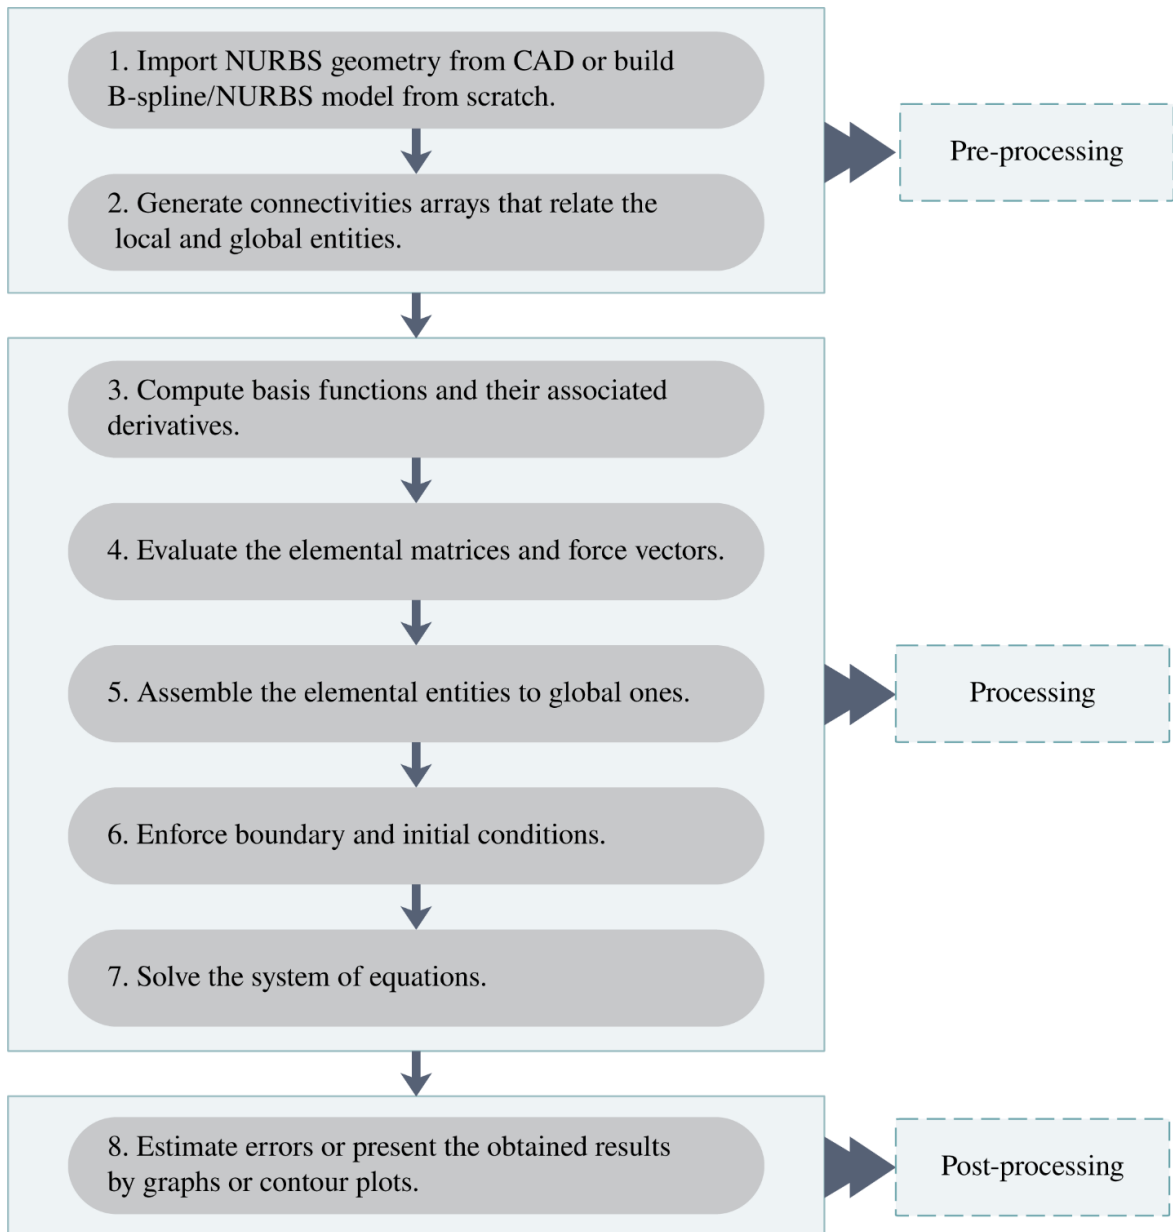 1. Import NURBS geometry from CAD or build
B-spline/NURBS model from scratch.
Pre-processing
2. Generate connectivities arrays that relate the
local and global entities.
3. Compute basis functions and their associated
derivatives.
4. Evaluate the elemental matrices and force vectors.
5. Assemble the elemental entities to global ones.
Processing
6. Enforce boundary and initial conditions.
7. Solve the system of equations.
8. Estimate errors or present the obtained results
by graphs or contour plots.
Post-processing